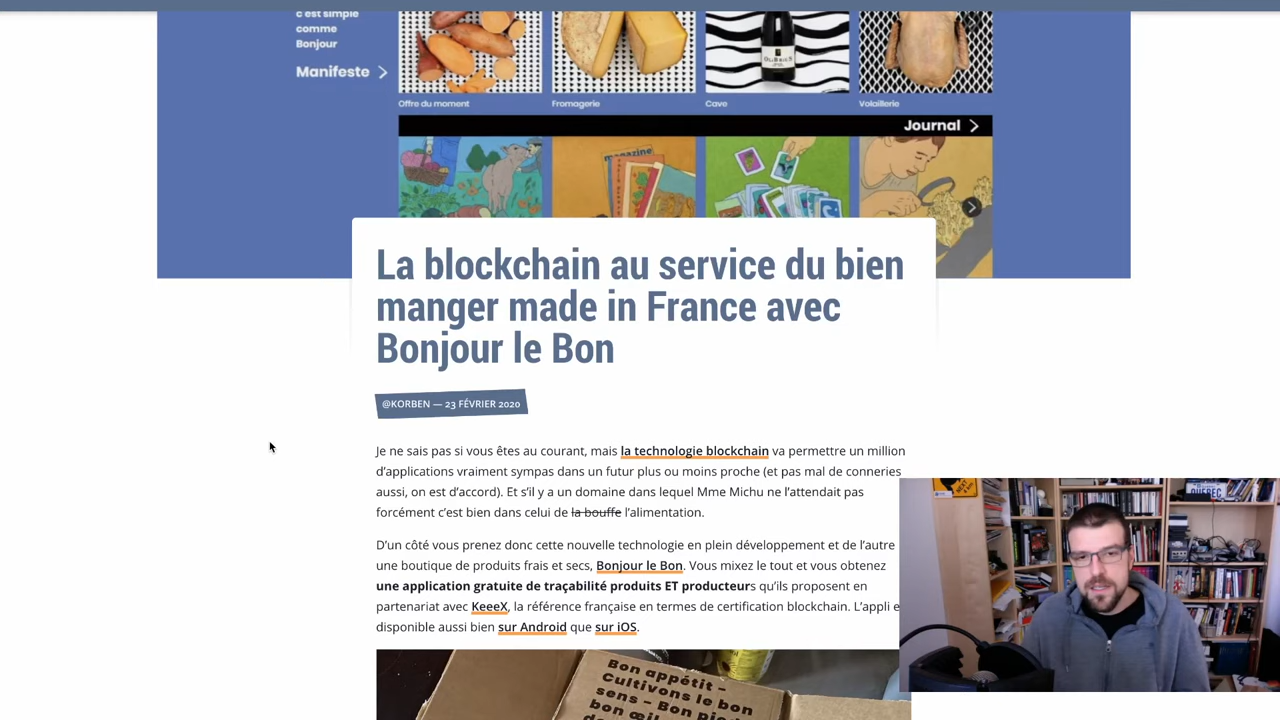 c'est simple
comme
Bonjour
Manifeste
Offre du moment
Fromagerie
Cave
Volaillerie
Journal
magazine
La blockchain au service du bien
manger made in France avec
Bonjour le Bon
@KORBEN — 23 FÉVRIER 2020
Je ne sais pas si vous êtes au courant, mais la technologie blockchain va permettre un million
d'applications vraiment sympas dans un futur plus ou moins proche (et pas mal de conneries
aussi, on est d'accord). Et s'il y a un domaine dans lequel Mme Michu ne l'attendait pas
forcément c'est bien dans celui de la bouffe l'alimentation.
D'un côté vous prenez donc cette nouvelle technologie en plein développement et de l'autre
une boutique de produits frais et secs, Bonjour le Bon. Vous mixez le tout et vous obtenez
une application gratuite de traçabilité produits ET producteurs qu'ils proposent en
partenariat avec KeeeX, la référence française en termes de certification blockchain. L'appli e
disponible aussi bien sur Android que sur iOS.
Bon appétit –
Cultivons le bon
sens – Bon pied
bon œil
QUÉBEC